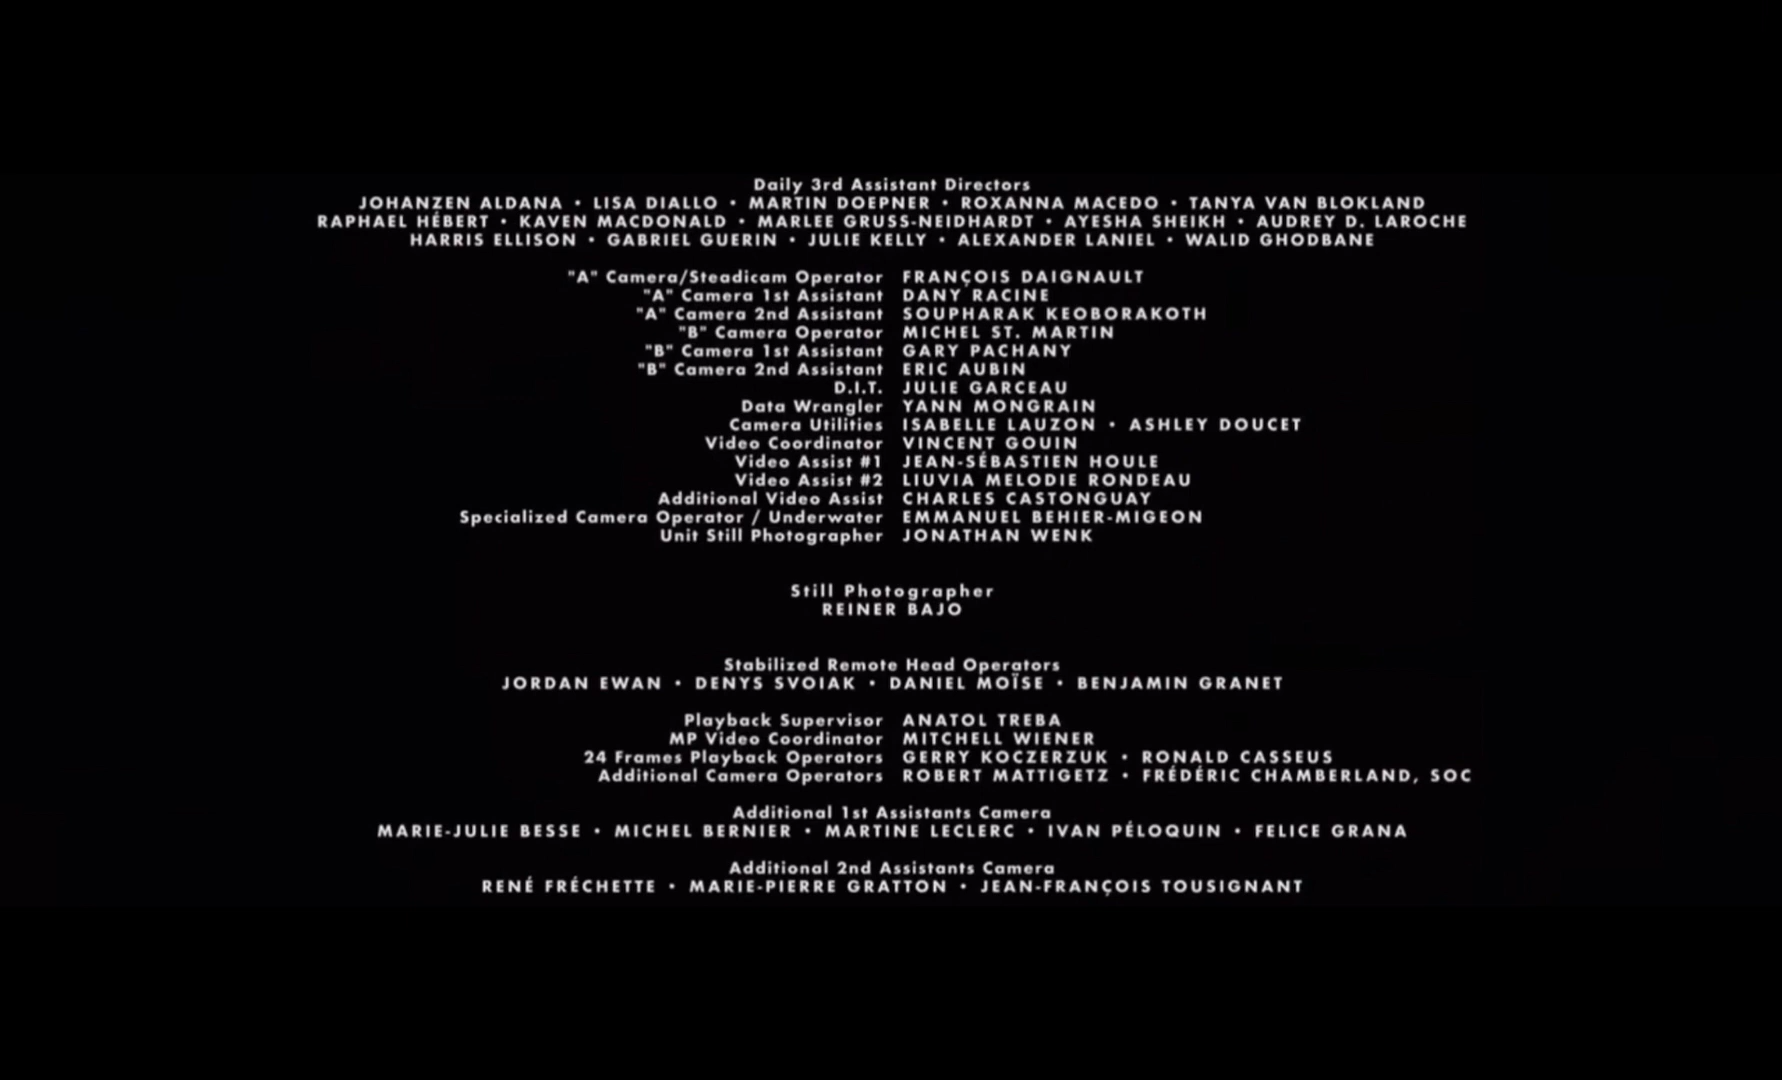 Daily 3rd Assistant Directors
JOHANZEN ALDANA • LISA DIALLO • MARTIN DOEPNER • ROXANNA MACEDO • TANYA VAN BLOKLAND
RAPHAEL HÉBERT • KAVEN MACDONALD • MARLEE GRUSS-NEIDHARDT • AYESHA SHEIKH • AUDREY D. LAROCHE
HARRIS ELLISON • GABRIEL GUERIN • JULIE KELLY • ALEXANDER LANIEL • WALID GHODBANE
"A" Camera/Steadicam Operator FRANÇOIS DAIGNAULT
"A" Camera 1st Assistant DANY RACINE
"A" Camera 2nd Assistant SOUPHARAK KEOBORAKOTH
"B" Camera Operator MICHEL ST. MARTIN
"B" Camera 1st Assistant GARY PACHANY
"B" Camera 2nd Assistant ERIC AUBIN
D.I.T. JULIE GARCEAU
Data Wrangler YANN MONGRAIN
Camera Utilities ISABELLE LAUZON • ASHLEY DOUCET
Video Coordinator VINCENT GOUIN
Video Assist #1 JEAN-SÉBASTIEN HOULE
Video Assist #2 LIUVIA MELODIE RONDEAU
Additional Video Assist CHARLES CASTONGUAY
Specialized Camera Operator / Underwater EMMANUEL BEHIER-MIGEON
Unit Still Photographer JONATHAN WENK
Still Photographer
REINER BAJO
Stabilized Remote Head Operators
JORDAN EWAN • DENYS SVOIAK • DANIEL MOÏSE • BENJAMIN GRANET
Playback Supervisor ANATOL TREBA
MP Video Coordinator MITCHELL WIENER
24 Frames Playback Operators GERRY KOCZERZUK • RONALD CASSEUS
Additional Camera Operators ROBERT MATTIGETZ • FRÉDÉRIC CHAMBERLAND, SOC
Additional 1st Assistants Camera
MARIE-JULIE BESSE • MICHEL BERNIER • MARTINE LECLERC • IVAN PÉLOQUIN • FELICE GRANA
Additional 2nd Assistants Camera
RENÉ FRÉCHETTE • MARIE-PIERRE GRATTON • JEAN-FRANÇOIS TOUSIGNANT